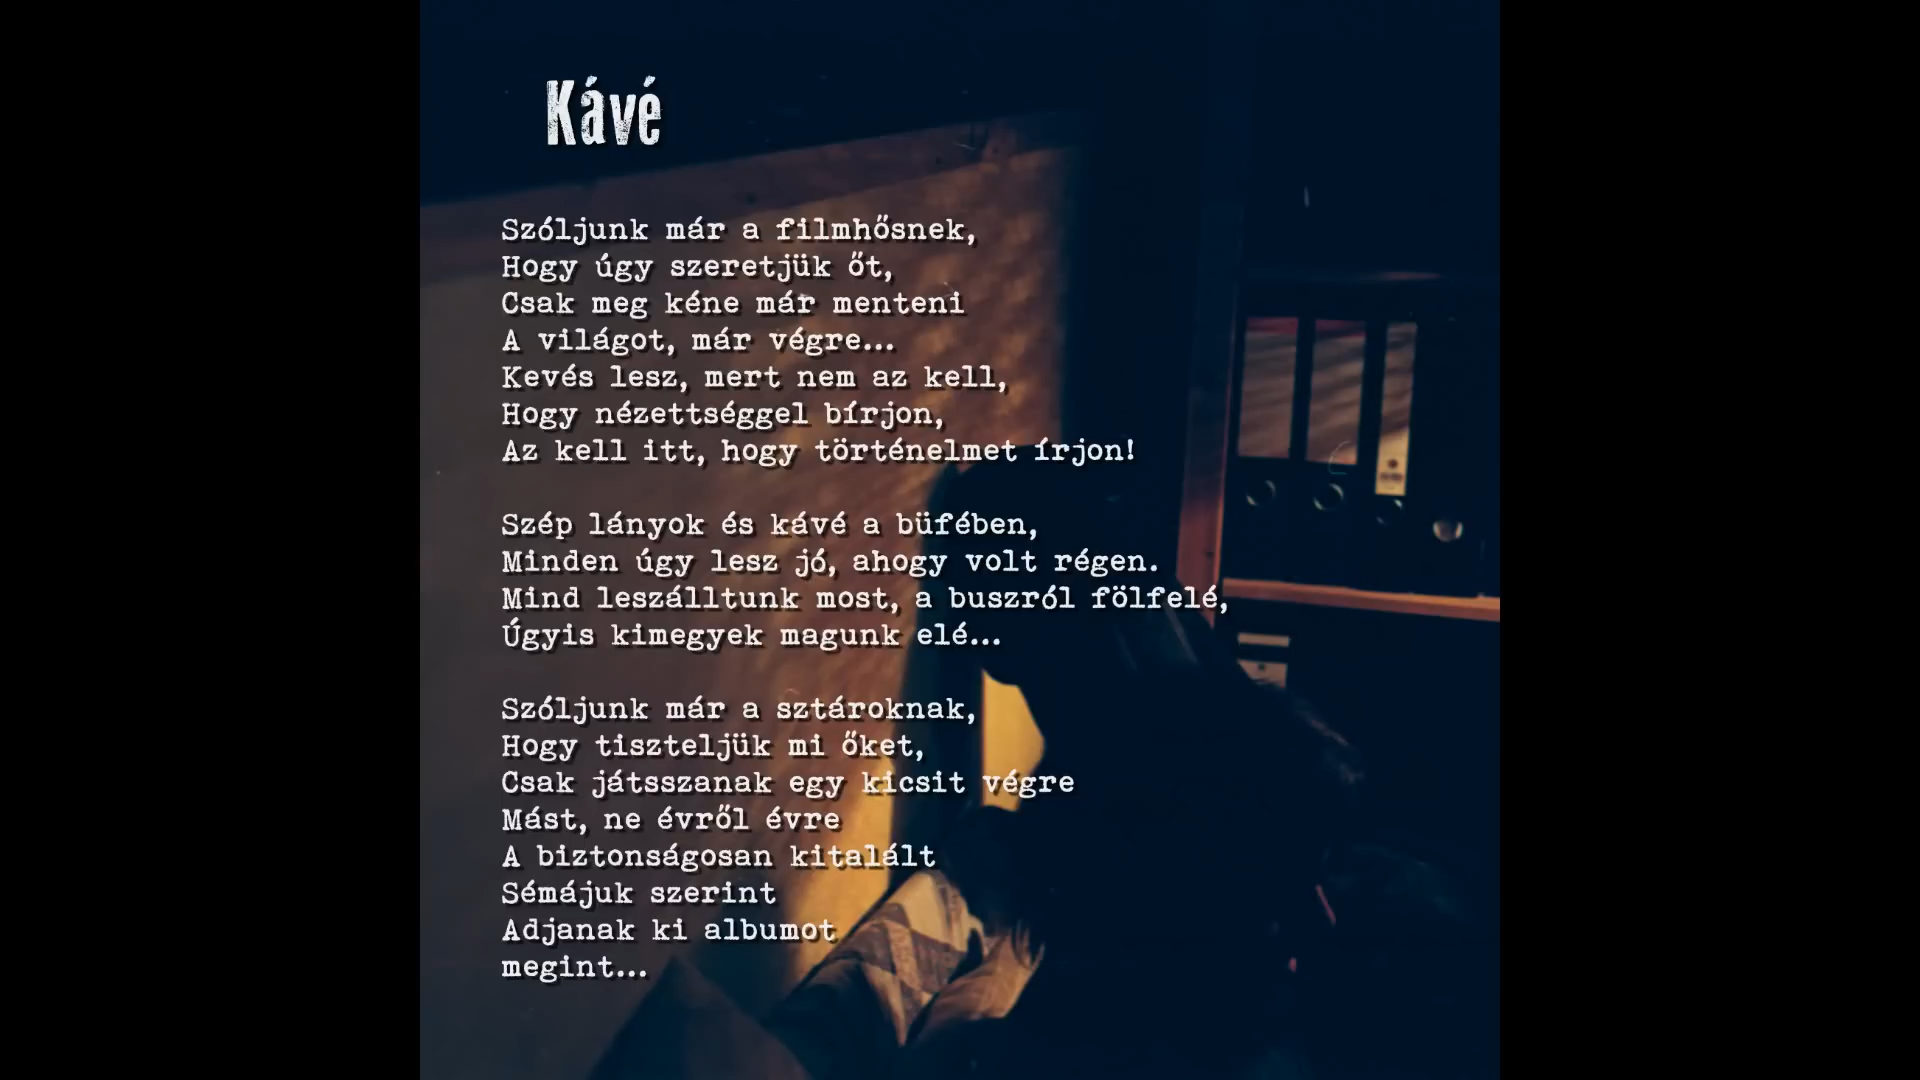 Kávé
Szóljunk már a filmhősnek,
Hogy úgy szeretjük őt,
Csak meg kéne már menteni
A világot, már végre...
Kevés lesz, mert nem az kell,
Hogy nézettséggel bírjon,
Az kell itt, hogy történelmet írjon!
Szép lányok és kávé a büfében,
Minden úgy lesz jó, ahogy volt régen.
Mind leszálltunk most, a buszról fölfelé,
Úgyis kimegyek magunk elé...
Szóljunk már a sztároknak,
Hogy tiszteljük mi őket,
Csak játsszanak egy kicsit végre
Mást, ne évről évre
A biztonságosan kitalált
Sémájuk szerint
Adjanak ki albumot
megint...